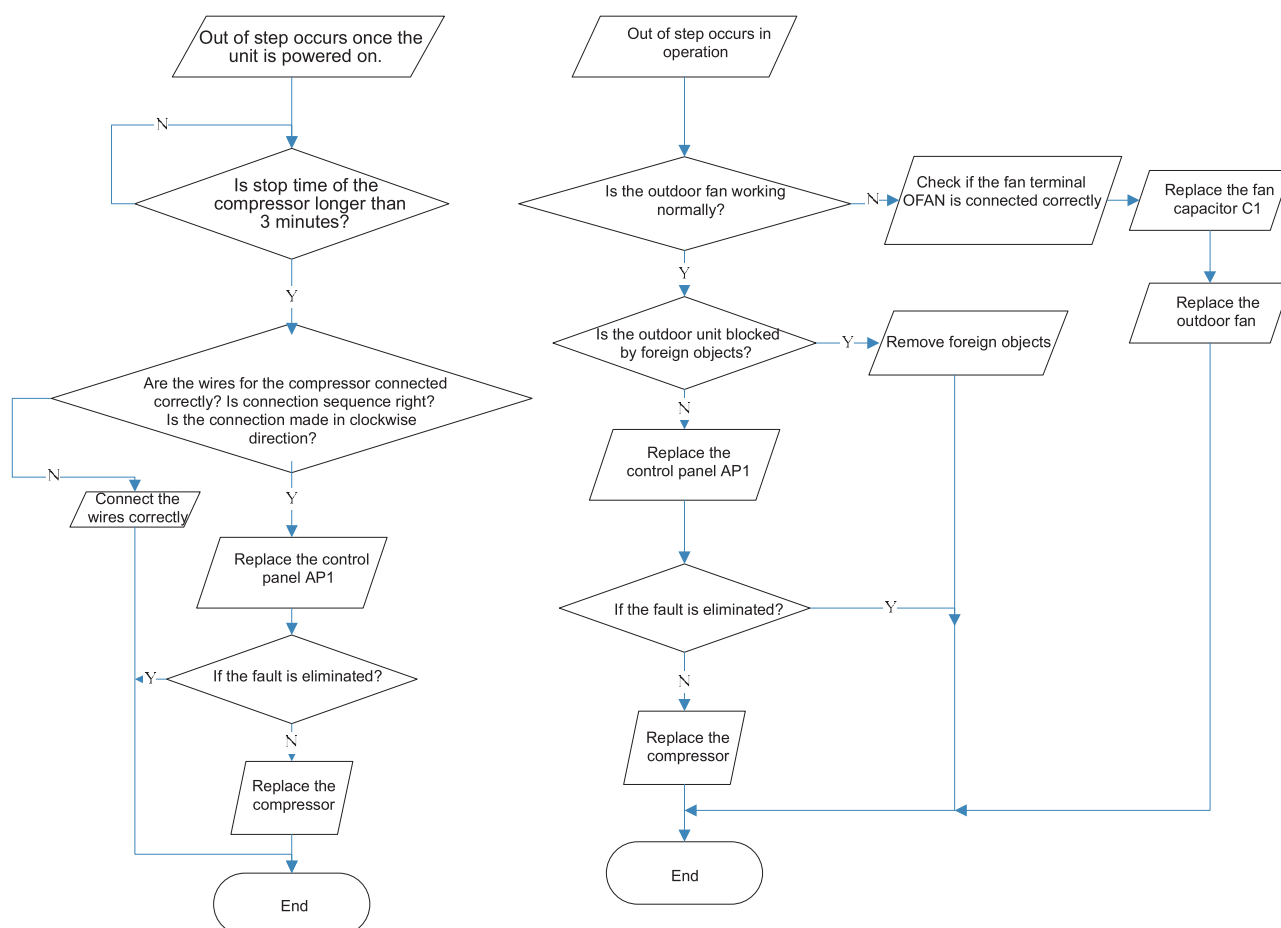 Out of step occurs once the
unit is powered on.
N
Is stop time of the
compressor longer than
3 minutes?
Y
Are the wires for the compressor connected
correctly? Is connection sequence right?
Is the connection made in clockwise
direction?
N
Connect the
wires correctly
Y
Replace the control
panel AP1
If the fault is eliminated?
Y
N
Replace the
compressor
End
Out of step occurs in
operation
Is the outdoor fan working
normally?
N
Check if the fan terminal
OFAN is connected correctly
Replace the fan
capacitor C1
Replace the
outdoor fan
Y
Is the outdoor unit blocked
by foreign objects?
Y
Remove foreign objects
N
Replace the
control panel AP1
If the fault is eliminated?
Y
N
Replace the
compressor
End